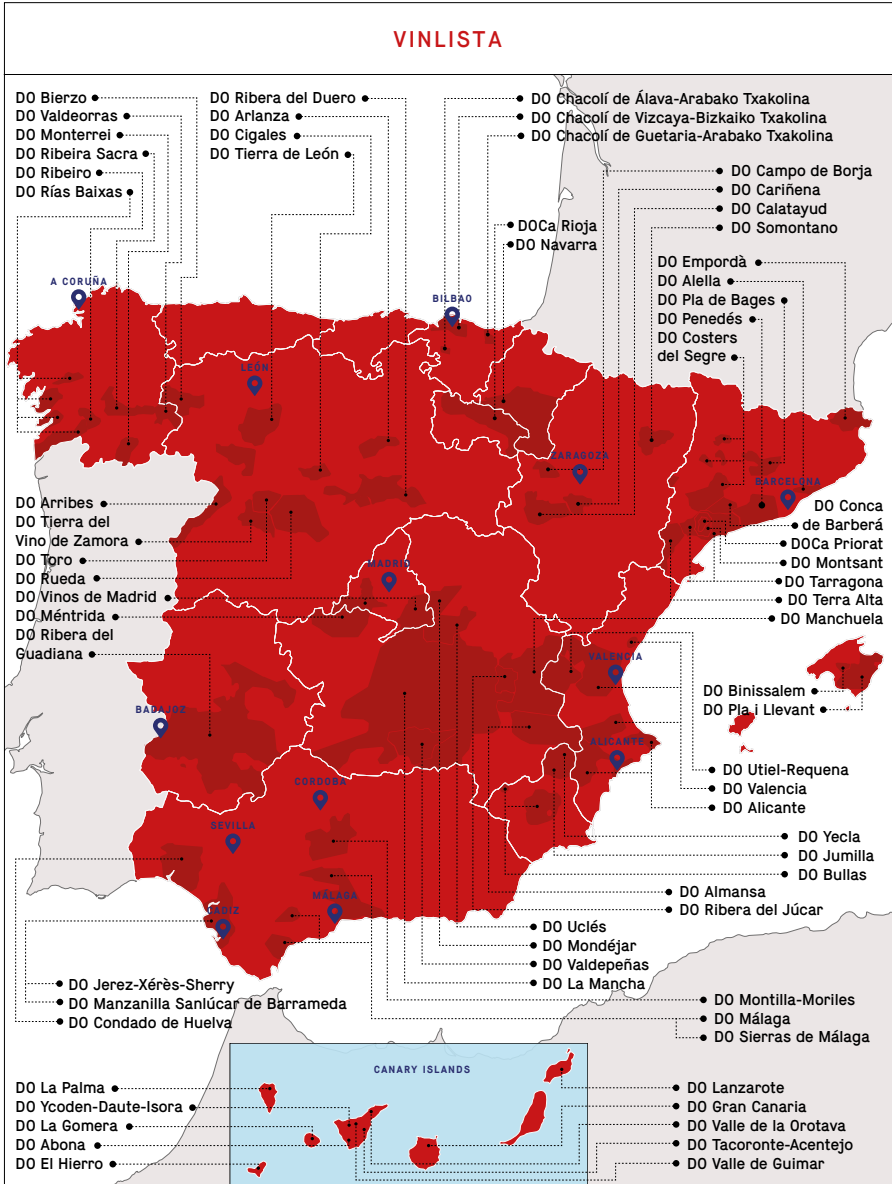 VINLISTA
DO Bierzo
DO Valdeorras
DO Monterrei
DO Ribeira Sacra
DO Ribeiro
DO Rías Baixas
DO Ribera del Duero
DO Arlanza
DO Cigales
DO Tierra de León
DO Chacolí de Álava-Arabako Txakolina
DO Chacolí de Vizcaya-Bizkaiko Txakolina
DO Chacolí de Guetaria-Arabako Txakolina
DO Campo de Borja
DO Cariñena
DO Calatayud
DO Somontano
DOCa Rioja
DO Navarra
DO Empordà
DO Alella
DO Pla de Bages
DO Penedés
DO Costers
del Segre
A CORUÑA
BILBAO
LEÓN
ZARAGOZA
BARCELONA
DO Arribes
DO Tierra del
Vino de Zamora
DO Toro
DO Rueda
DO Vinos de Madrid
DO Méntrida
DO Ribera del
Guadiana
DO Conca
de Barberá
DOCa Priorat
DO Montsant
DO Tarragona
DO Terra Alta
DO Manchuela
MADRID
VALENCIA
BADAJOZ
ALICANTE
CORDOBA
SEVILLA
MÁLAGA
CÁDIZ
DO Binissalem
DO Pla i Llevant
DO Utiel-Requena
DO Valencia
DO Alicante
DO Yecla
DO Jumilla
DO Bullas
DO Almansa
DO Ribera del Júcar
DO Uclés
DO Mondéjar
DO Valdepeñas
DO La Mancha
DO Jerez-Xérès-Sherry
DO Manzanilla Sanlúcar de Barrameda
DO Condado de Huelva
DO Montilla-Moriles
DO Málaga
DO Sierras de Málaga
CANARY ISLANDS
DO La Palma
DO Ycoden-Daute-Isora
DO La Gomera
DO Abona
DO El Hierro
DO Lanzarote
DO Gran Canaria
DO Valle de la Orotava
DO Tacoronte-Acentejo
DO Valle de Guimar